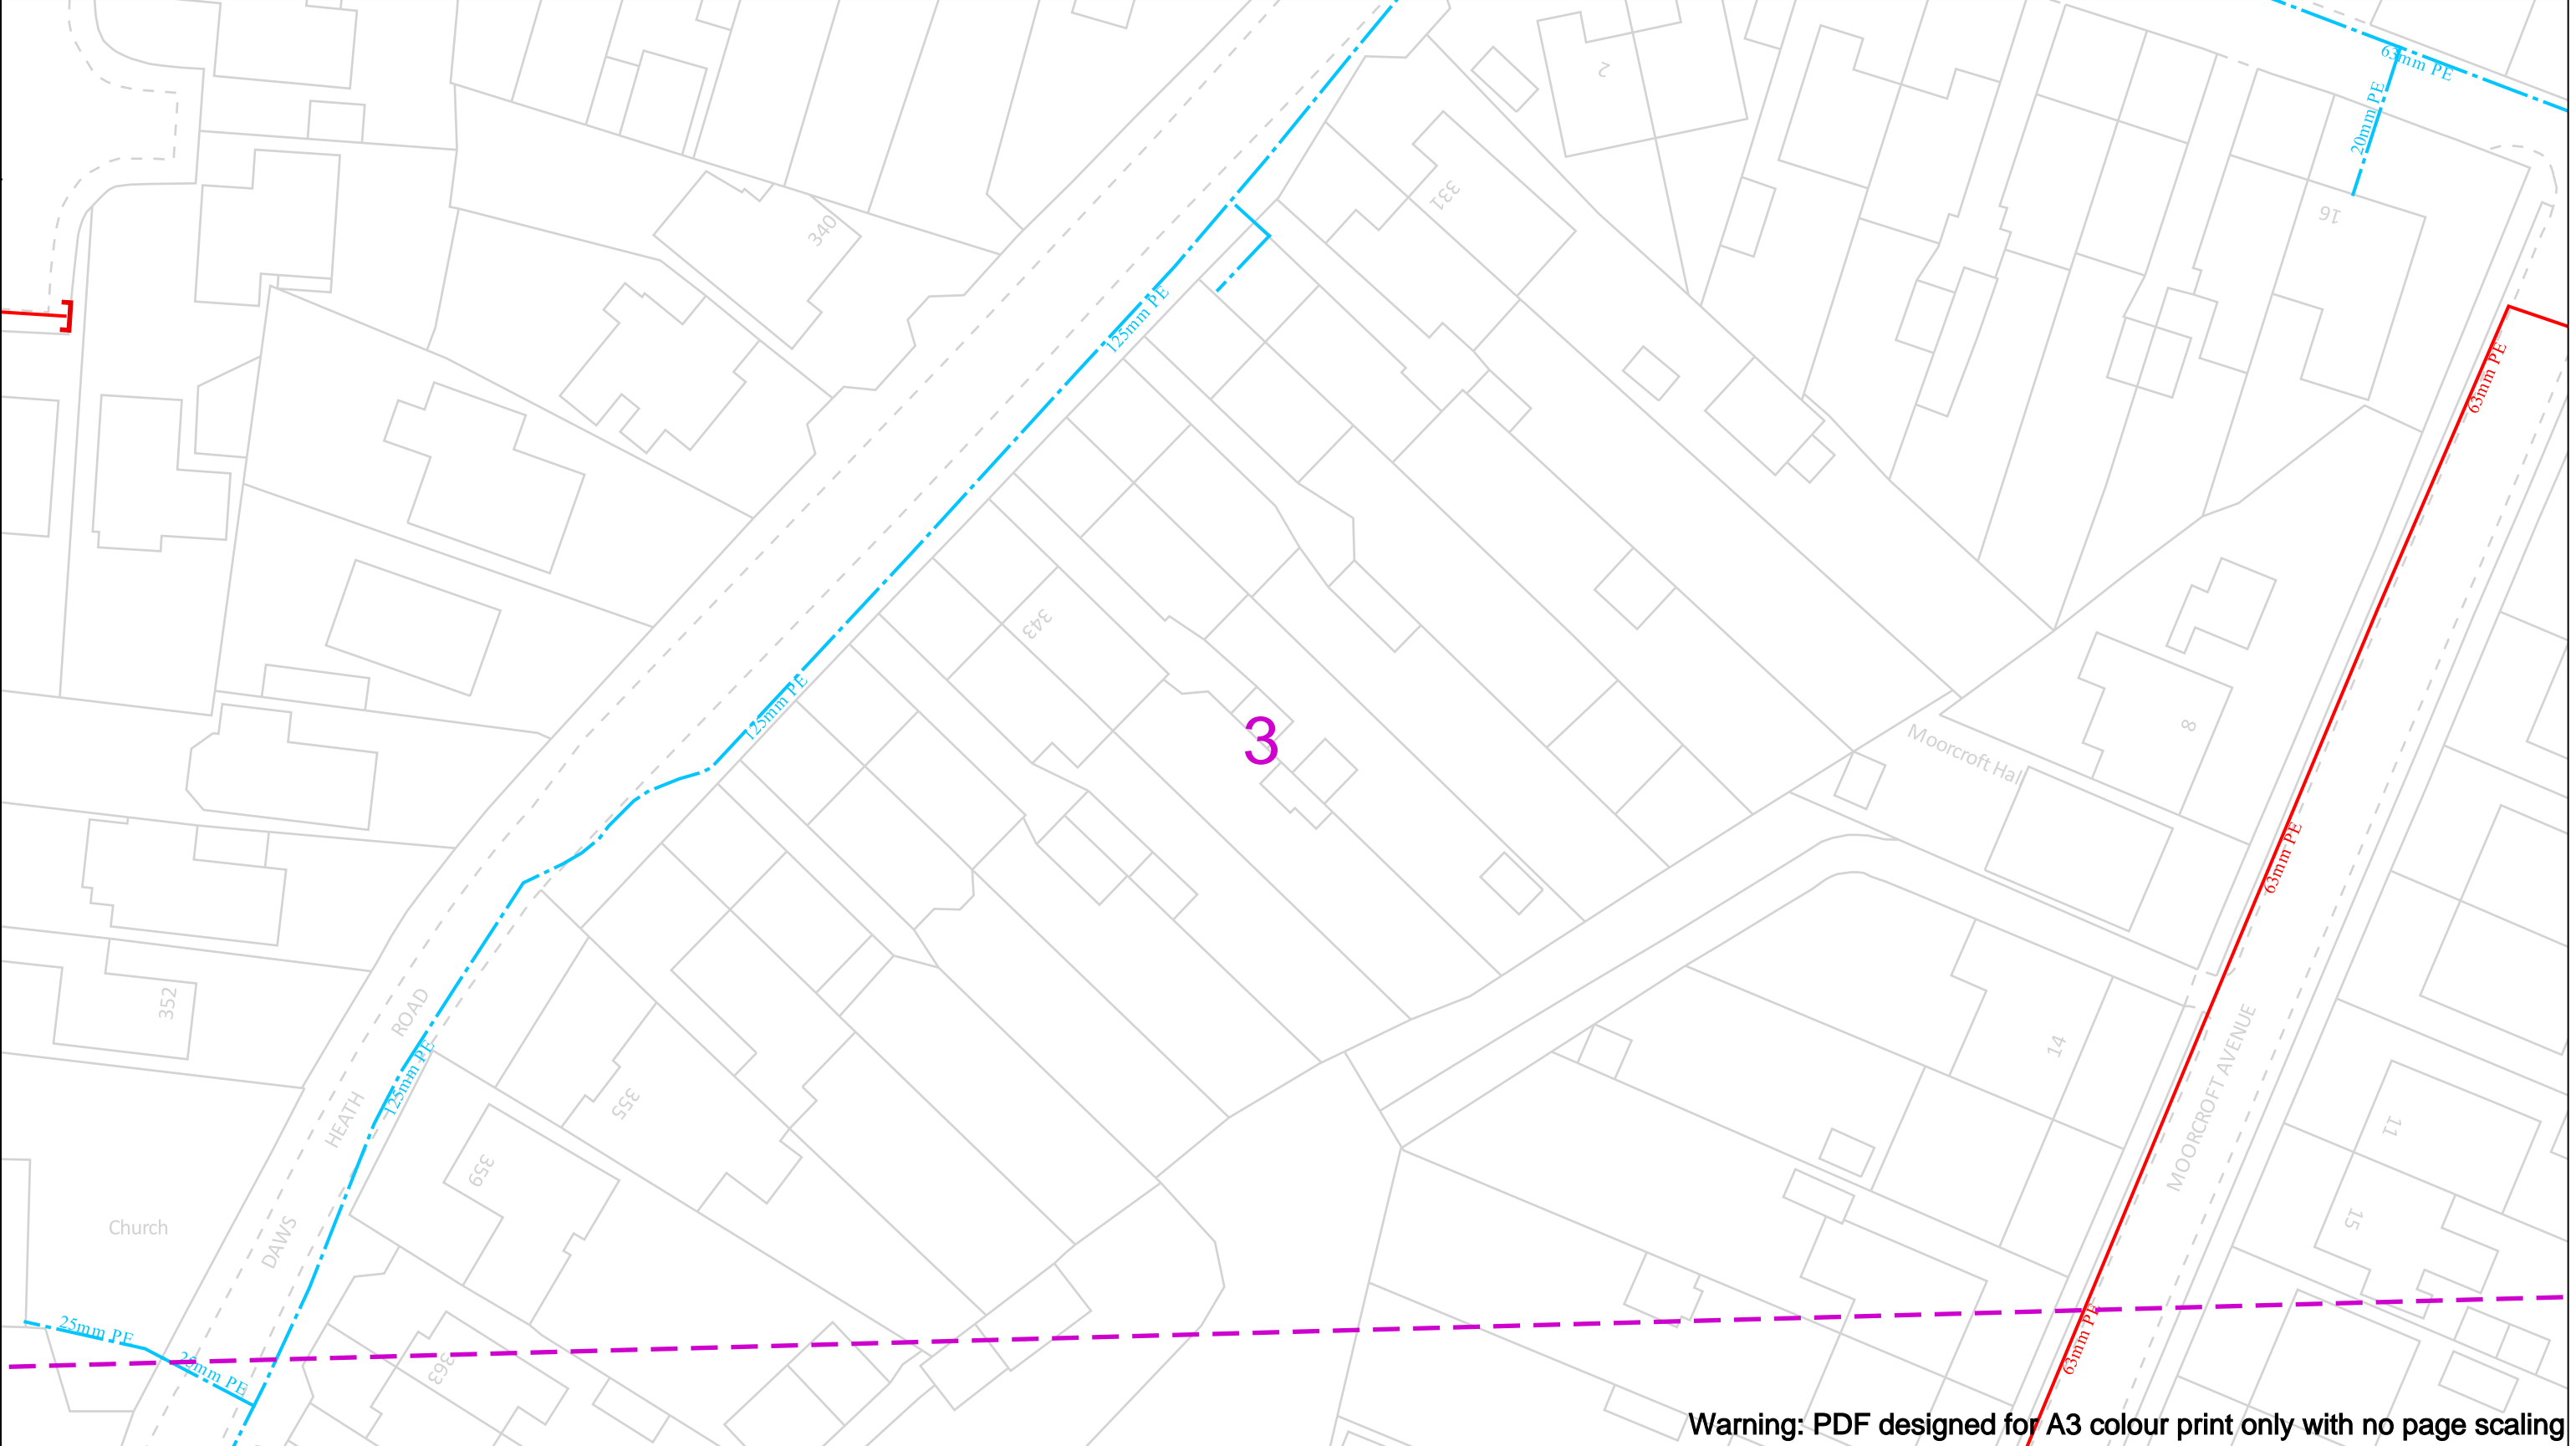 63mm PE
2
20mm PE
331
16
340
125mm PE
63mm PE
343
125mm PE
3
Moorcroft Hall
8
63mm PE
352
ROAD
HEATH
DAWS
125mm PE
355
359
14
MOORCROFT AVENUE
11
15
Church
25mm PE
25mm PE
363
63mm PE
Warning: PDF designed for A3 colour print only with no page scaling